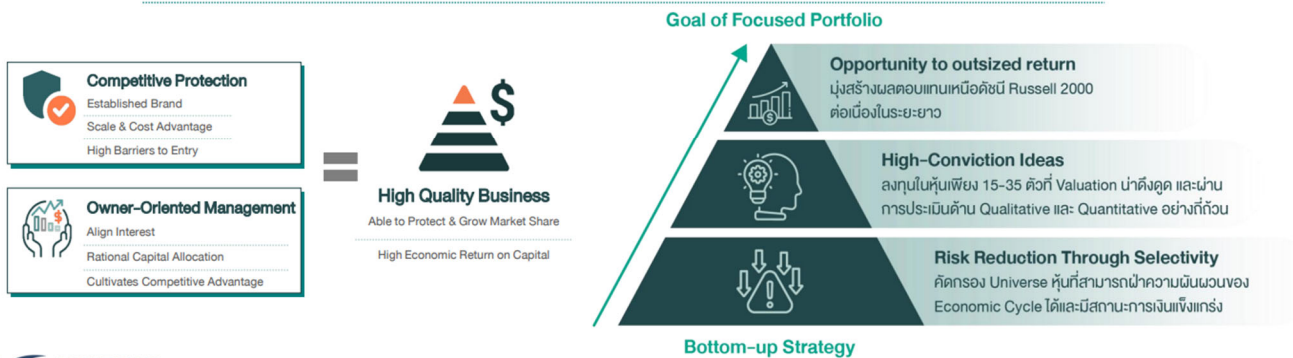 Goal of Focused Portfolio
Competitive Protection
Established Brand
Scale & Cost Advantage
High Barriers to Entry
Owner-Oriented Management
Align Interest
Rational Capital Allocation
Cultivates Competitive Advantage
=
$
High Quality Business
Able to Protect & Grow Market Share
High Economic Return on Capital
Opportunity to outsized return
มุ่งสร้างผลตอบแทนเหนือดัชนี Russell 2000
ต่อเนื่องในระยะยาว
High-Conviction Ideas
ลงทุนในหุ้นเพียง 15-35 ตัวที่ Valuation น่าดึงดูด และผ่าน
การประเมินด้าน Qualitative และ Quantitative อย่างถี่ถ้วน
Risk Reduction Through Selectivity
คัดกรอง Universe หุ้นที่สามารถฝ่าความผันผวนของ
Economic Cycle ได้และมีสถานะการเงินแข็งแกร่ง
Bottom-up Strategy